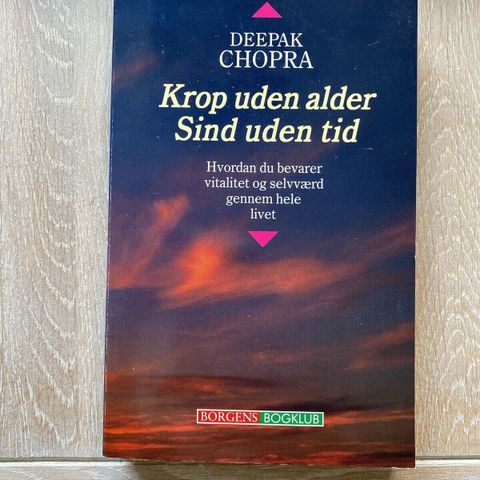 DEEPAK
CHOPRA
Krop uden alder
Sind uden tid
Hvordan du bevarer
vitalitet og selvværd
gennem hele
livet
BORGENS BOGKLUB